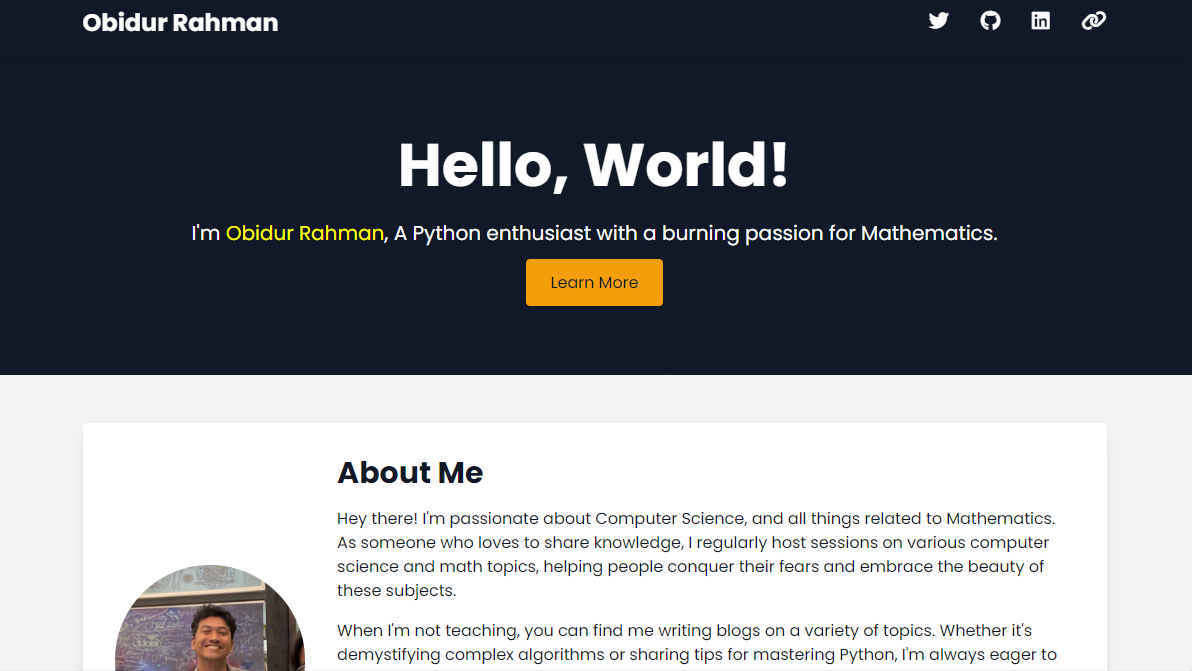 Obidur Rahman
Hello, World!
I'm Obidur Rahman, A Python enthusiast with a burning passion for Mathematics.
Learn More
About Me
Hey there! I'm passionate about Computer Science, and all things related to Mathematics.
As someone who loves to share knowledge, I regularly host sessions on various computer
science and math topics, helping people conquer their fears and embrace the beauty of
these subjects.
When I'm not teaching, you can find me writing blogs on a variety of topics. Whether it's
demystifying complex algorithms or sharing tips for mastering Python, I'm always eager to